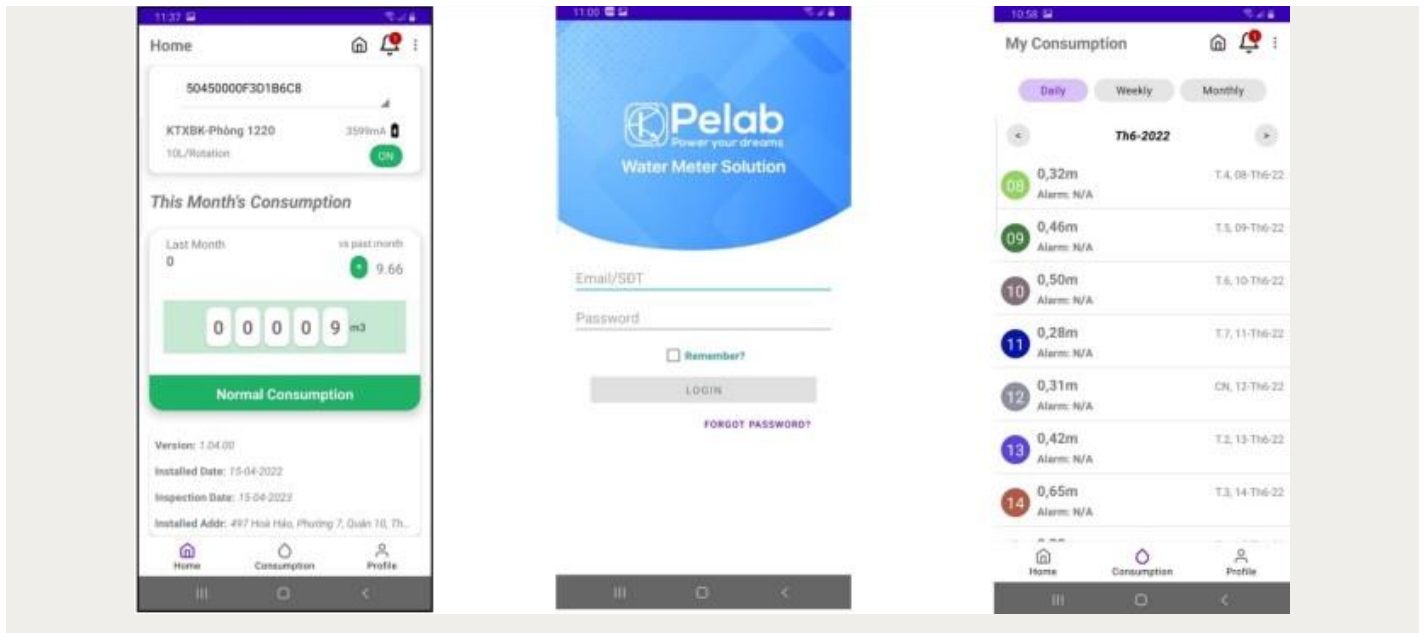 11:37
Home
1
50450000F3D1B6C8
KTXBK-Phòng 1220
3599mA
10L/Rotation
ON
This Month's Consumption
Last Month
vs past month
0
9.66
0 0 0 0 9 m3
Normal Consumption
Version: 1.04.00
Installed Date: 15-04-2022
Inspection Date: 15-04-2023
Installed Addr: 497 Hoà Hảo, Phường 7, Quận 10, Th...
Home
Consumption
Profile
11:00
Pelab
Power your dreams
Water Meter Solution
Email/SĐT
Password
Remember?
LOGIN
FORGOT PASSWORD?
10:58
My Consumption
1
Daily
Weekly
Monthly
<
Th6-2022
>
08
0,32m
T.4, 08-Th6-22
Alarm: N/A
09
0,46m
T.5, 09-Th6-22
Alarm: N/A
10
0,50m
T.6, 10-Th6-22
Alarm: N/A
11
0,28m
T.7, 11-Th6-22
Alarm: N/A
12
0,31m
CN, 12-Th6-22
Alarm: N/A
13
0,42m
T.2, 13-Th6-22
Alarm: N/A
14
0,65m
T.3, 14-Th6-22
Alarm: N/A
Home
Consumption
Profile